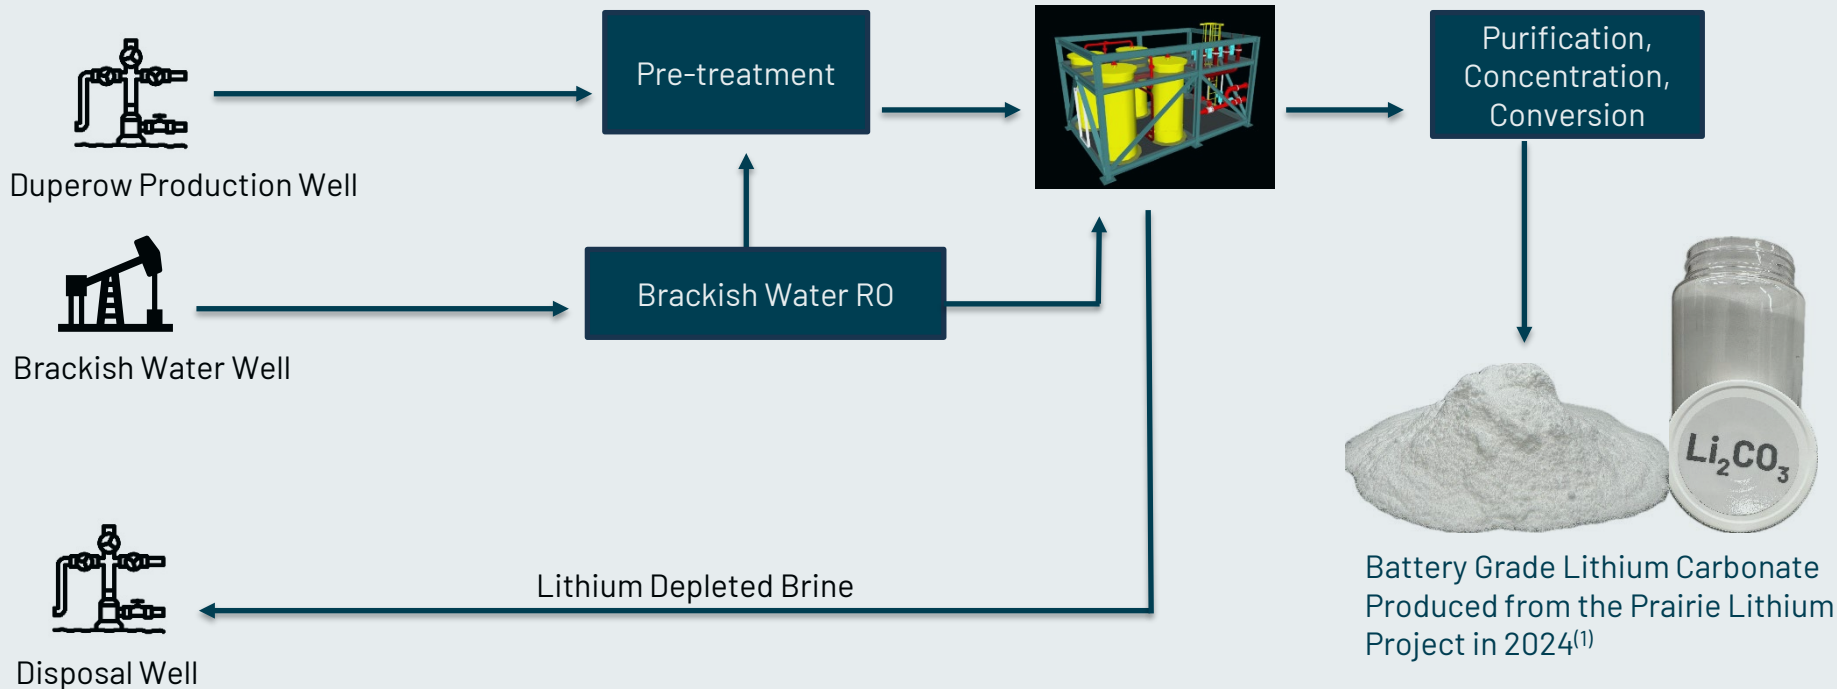 Pre-treatment
Purification,
Concentration,
Conversion
Duperow Production Well
Brackish Water RO
Brackish Water Well
Li₂CO₃
Lithium Depleted Brine
Battery Grade Lithium Carbonate
Produced from the Prairie Lithium
Project in 2024⁽¹⁾
Disposal Well